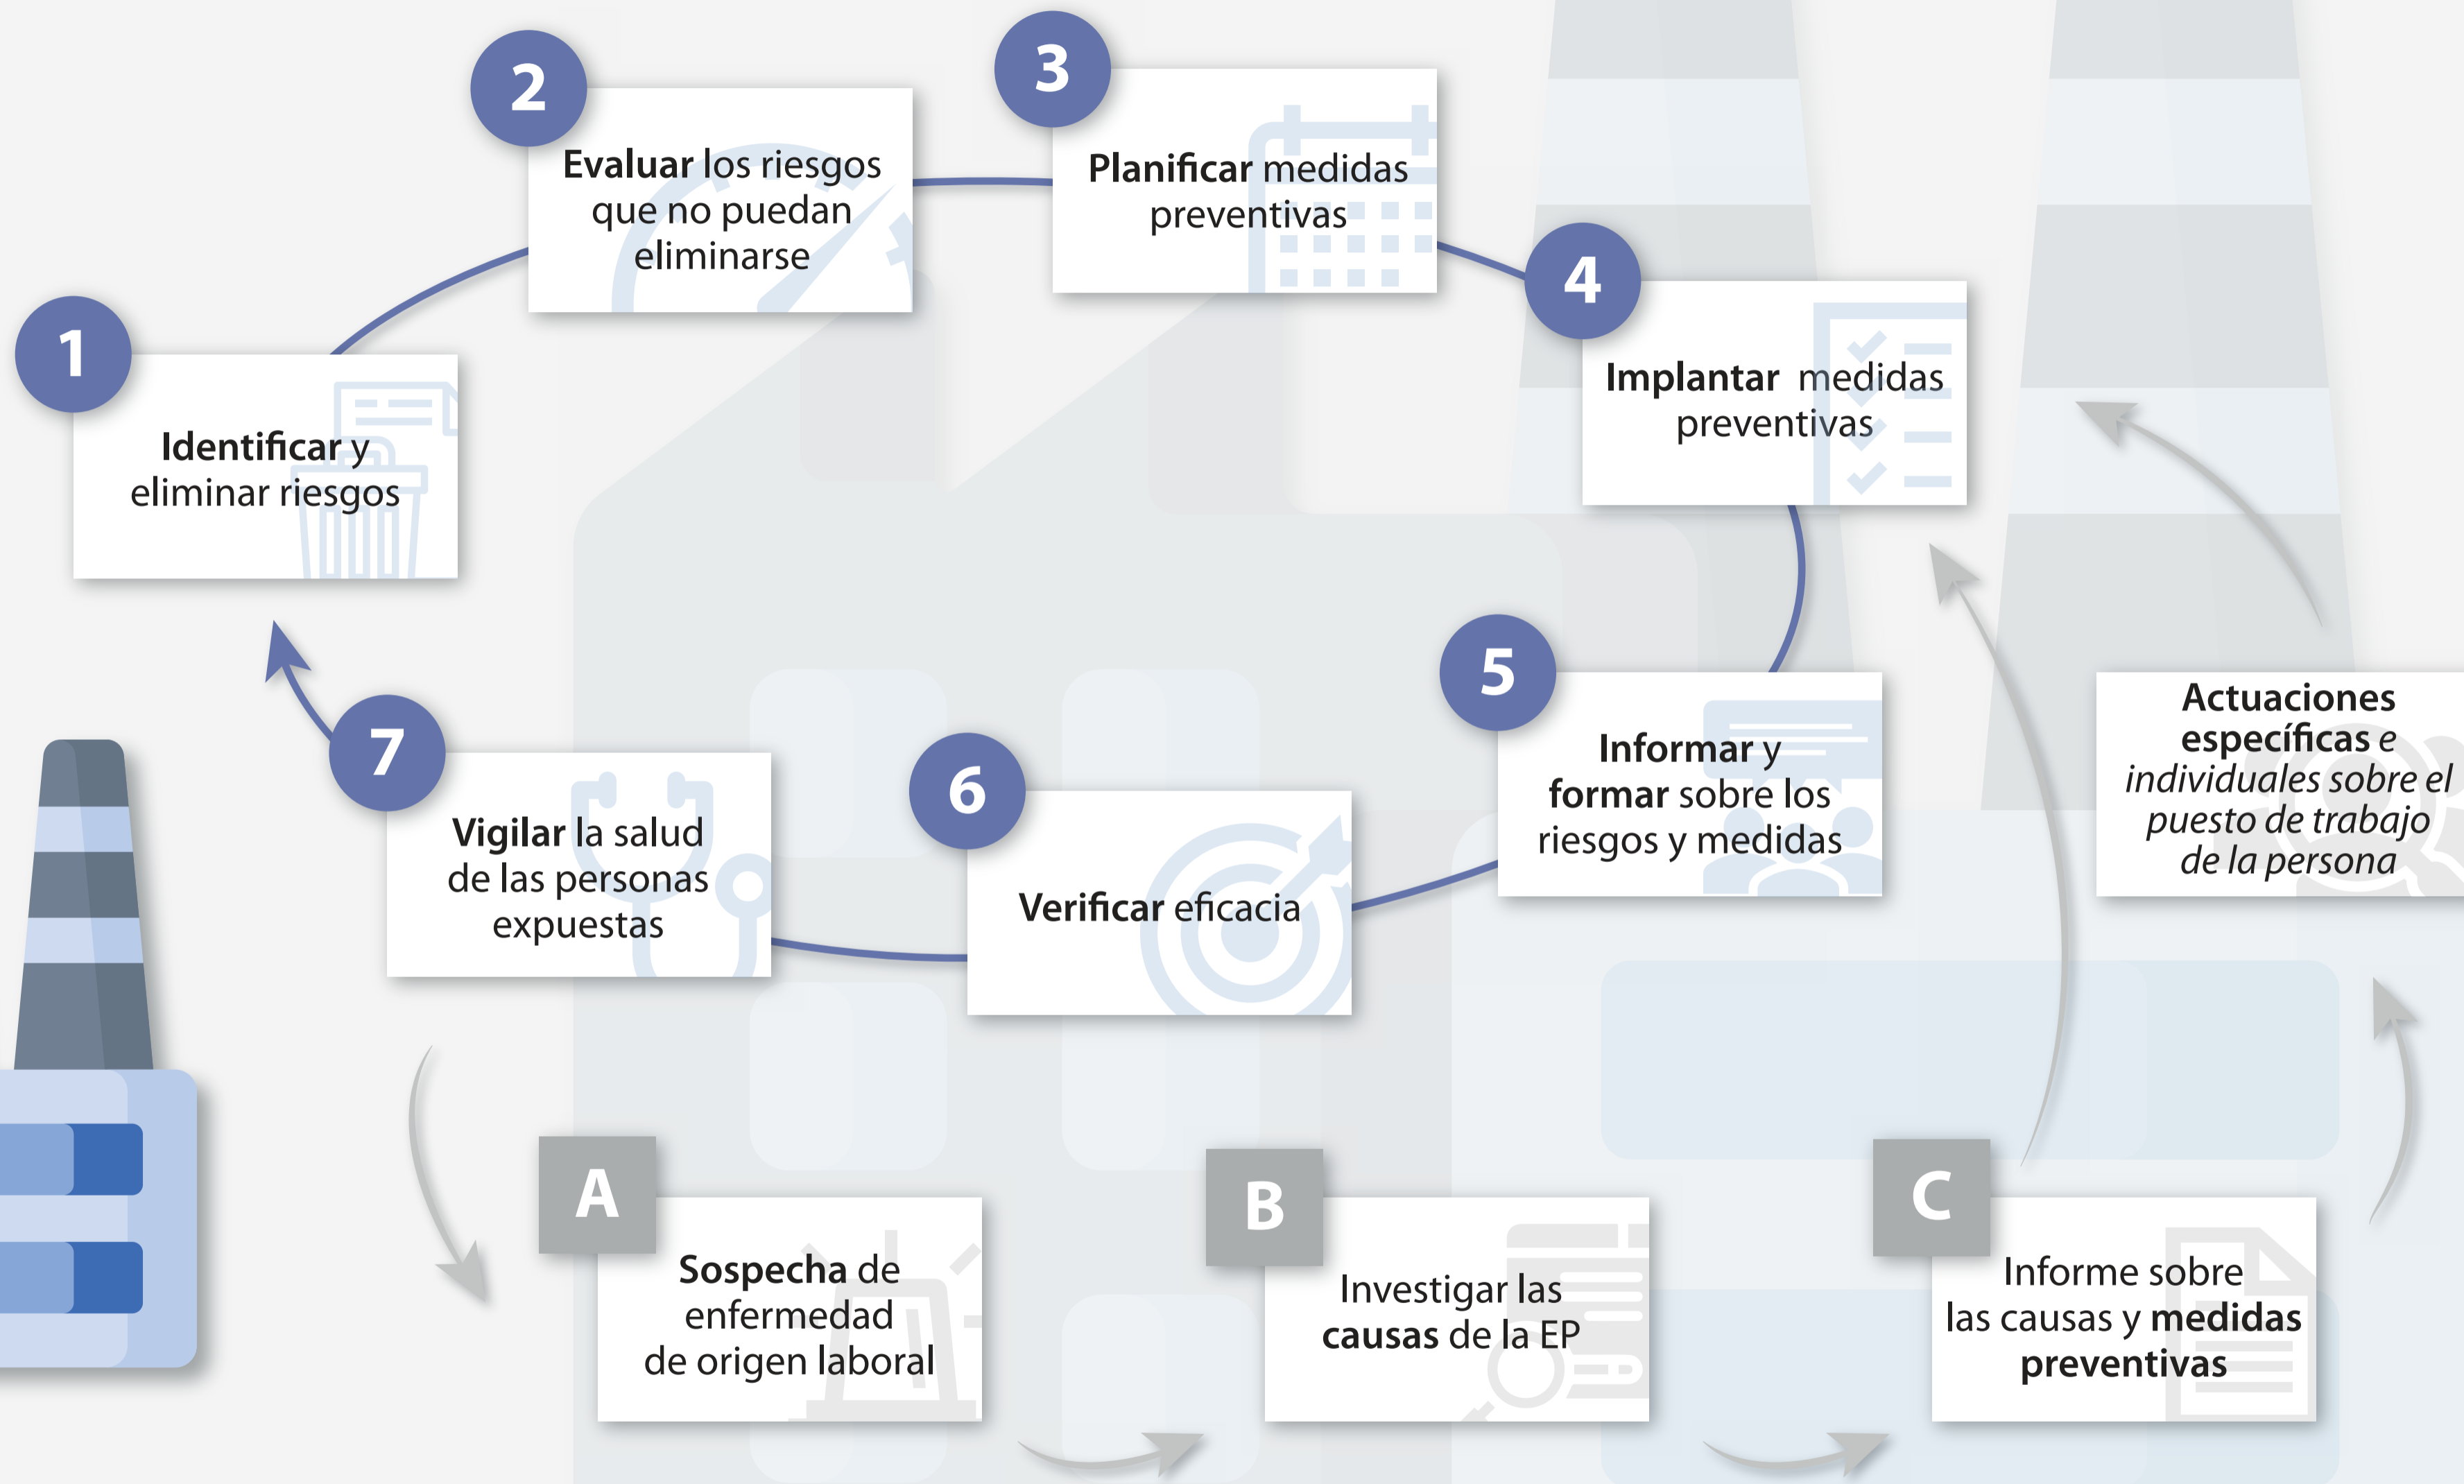 1
Identificar y
eliminar riesgos
2
Evaluar los riesgos
que no puedan
eliminarse
3
Planificar medidas
preventivas
4
Implantar medidas
preventivas
5
Informar y
formar sobre los
riesgos y medidas
6
Verificar eficacia
7
Vigilar la salud
de las personas
expuestas
A
Sospecha de
enfermedad
de origen laboral
B
Investigar las
causas de la EP
C
Informe sobre
las causas y medidas
preventivas
Actuaciones
específicas e
individuales sobre el
puesto de trabajo
de la persona